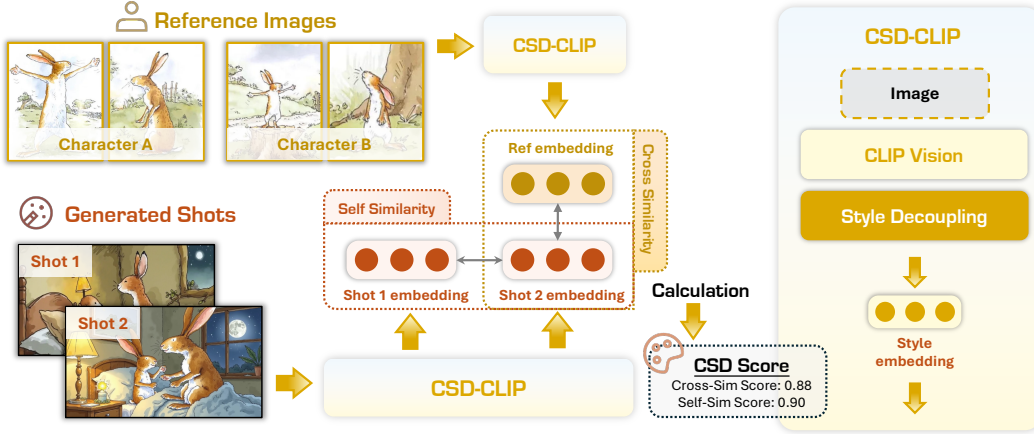 Reference Images
Character A
Character B
CSD-CLIP
Ref embedding
Cross Similarity
Self Similarity
Generated Shots
Shot 1
Shot 2
Shot 1 embedding
Shot 2 embedding
CSD-CLIP
Calculation
CSD Score
Cross-Sim Score: 0.88
Self-Sim Score: 0.90
CSD-CLIP
Image
CLIP Vision
Style Decoupling
Style
embedding